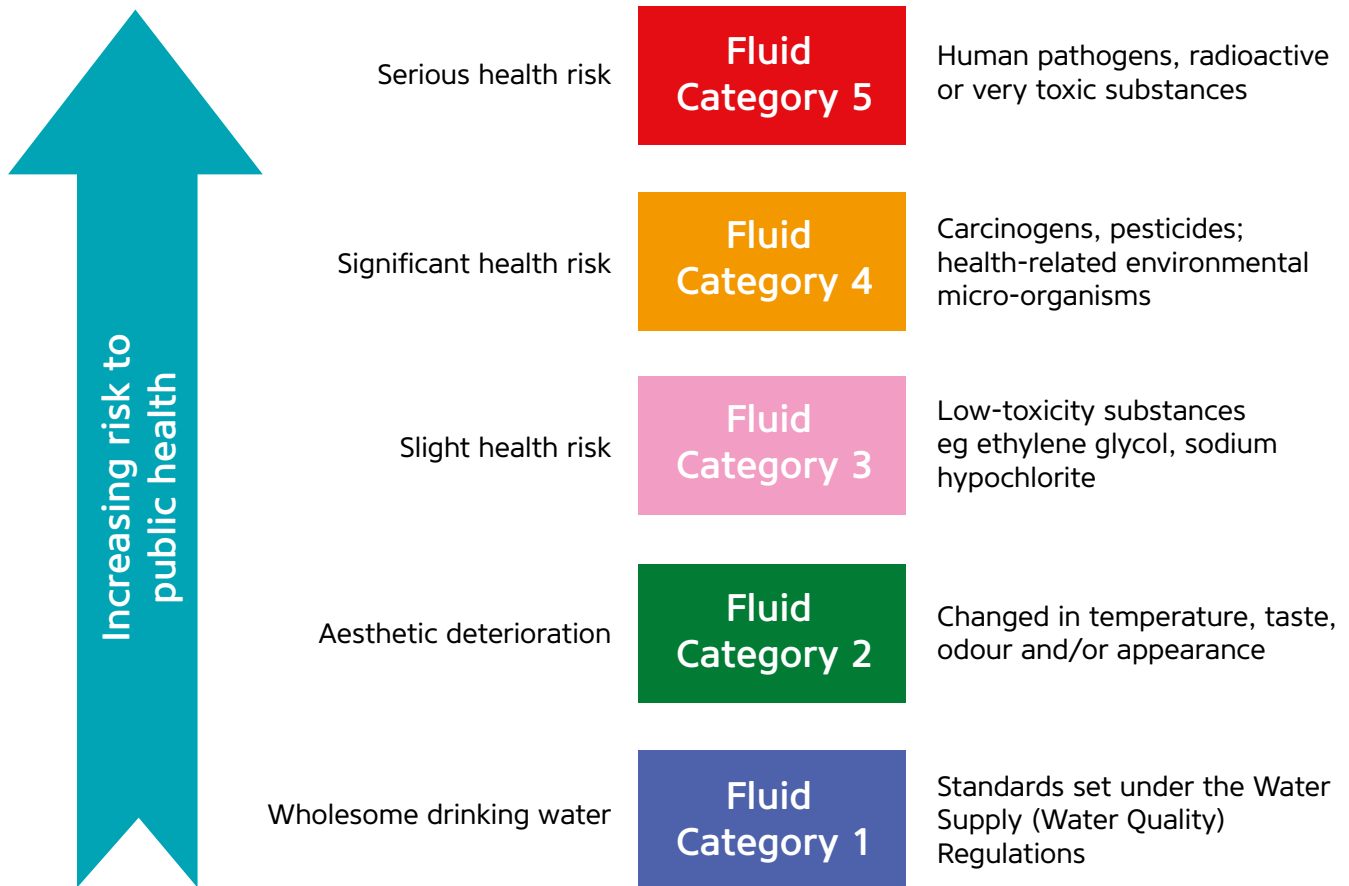 Serious health risk
Fluid
Category 5
Human pathogens, radioactive
or very toxic substances
Significant health risk
Fluid
Category 4
Carcinogens, pesticides;
health-related environmental
micro-organisms
Slight health risk
Fluid
Category 3
Low-toxicity substances
eg ethylene glycol, sodium
hypochlorite
Aesthetic deterioration
Fluid
Category 2
Changed in temperature, taste,
odour and/or appearance
Wholesome drinking water
Fluid
Category 1
Standards set under the Water
Supply (Water Quality)
Regulations
Increasing risk to
public health